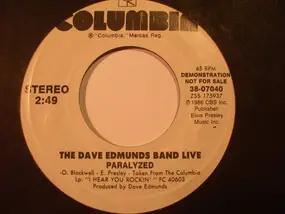 COLUMBIA
® "Columbia," Marcas Reg.
STEREO
2:49
45 RPM
DEMONSTRATION
NOT FOR SALE
38-07040
ZSS 173937
℗ 1986 CBS Inc.
Publisher:
Elvis Presley
Music Inc.
THE DAVE EDMUNDS BAND LIVE
PARALYZED
-O. Blackwell - E. Presley - Taken From The Columbia
Lp. "I HEAR YOU ROCKIN'" FC 40603
Produced by Dave Edmunds